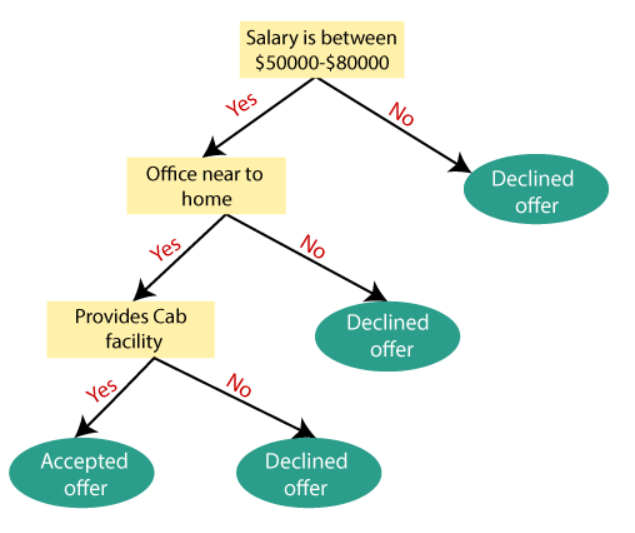 Salary is between
$50000-$80000
Yes
No
Office near to
home
Declined
offer
Yes
No
Provides Cab
facility
Declined
offer
Yes
No
Accepted
offer
Declined
offer